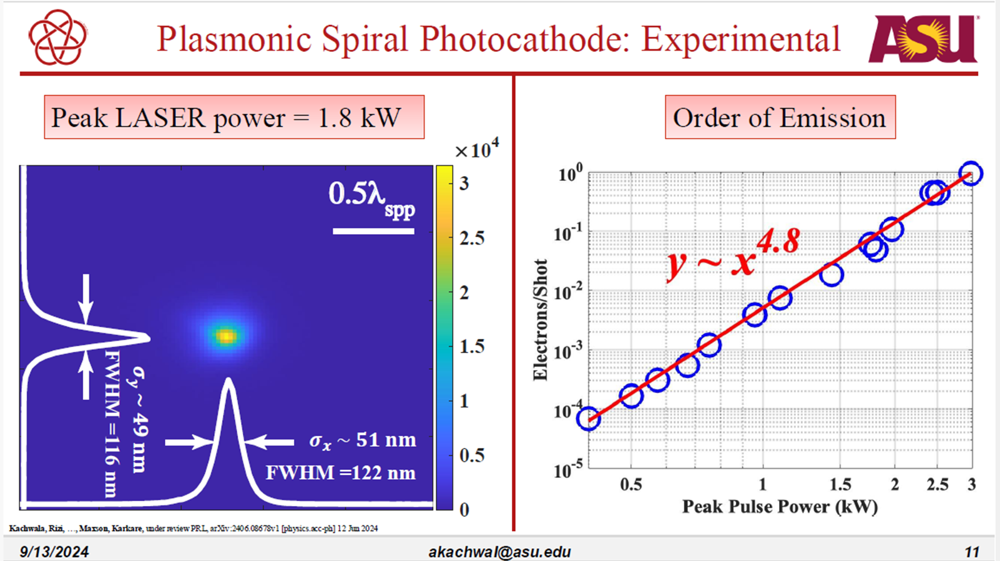 Plasmonic Spiral Photocathode: Experimental
ASU
Peak LASER power = 1.8 kW
×10⁴
3
2.5
2
1.5
1
0.5
0
0.5λspp
σy ~ 49 nm
FWHM =116 nm
σx ~ 51 nm
FWHM =122 nm
Order of Emission
y ~ x^4.8
Electrons/Shot
10⁰
10⁻¹
10⁻²
10⁻³
10⁻⁴
10⁻⁵
0.5 1 1.5 2 2.5 3
Peak Pulse Power (kW)
Kachwala, Rizi, …, Maxson, Karkare, under review PRL, arXiv:2406.08678v1 [physics.acc-ph] 12 Jun 2024
9/13/2024 akachwal@asu.edu 11